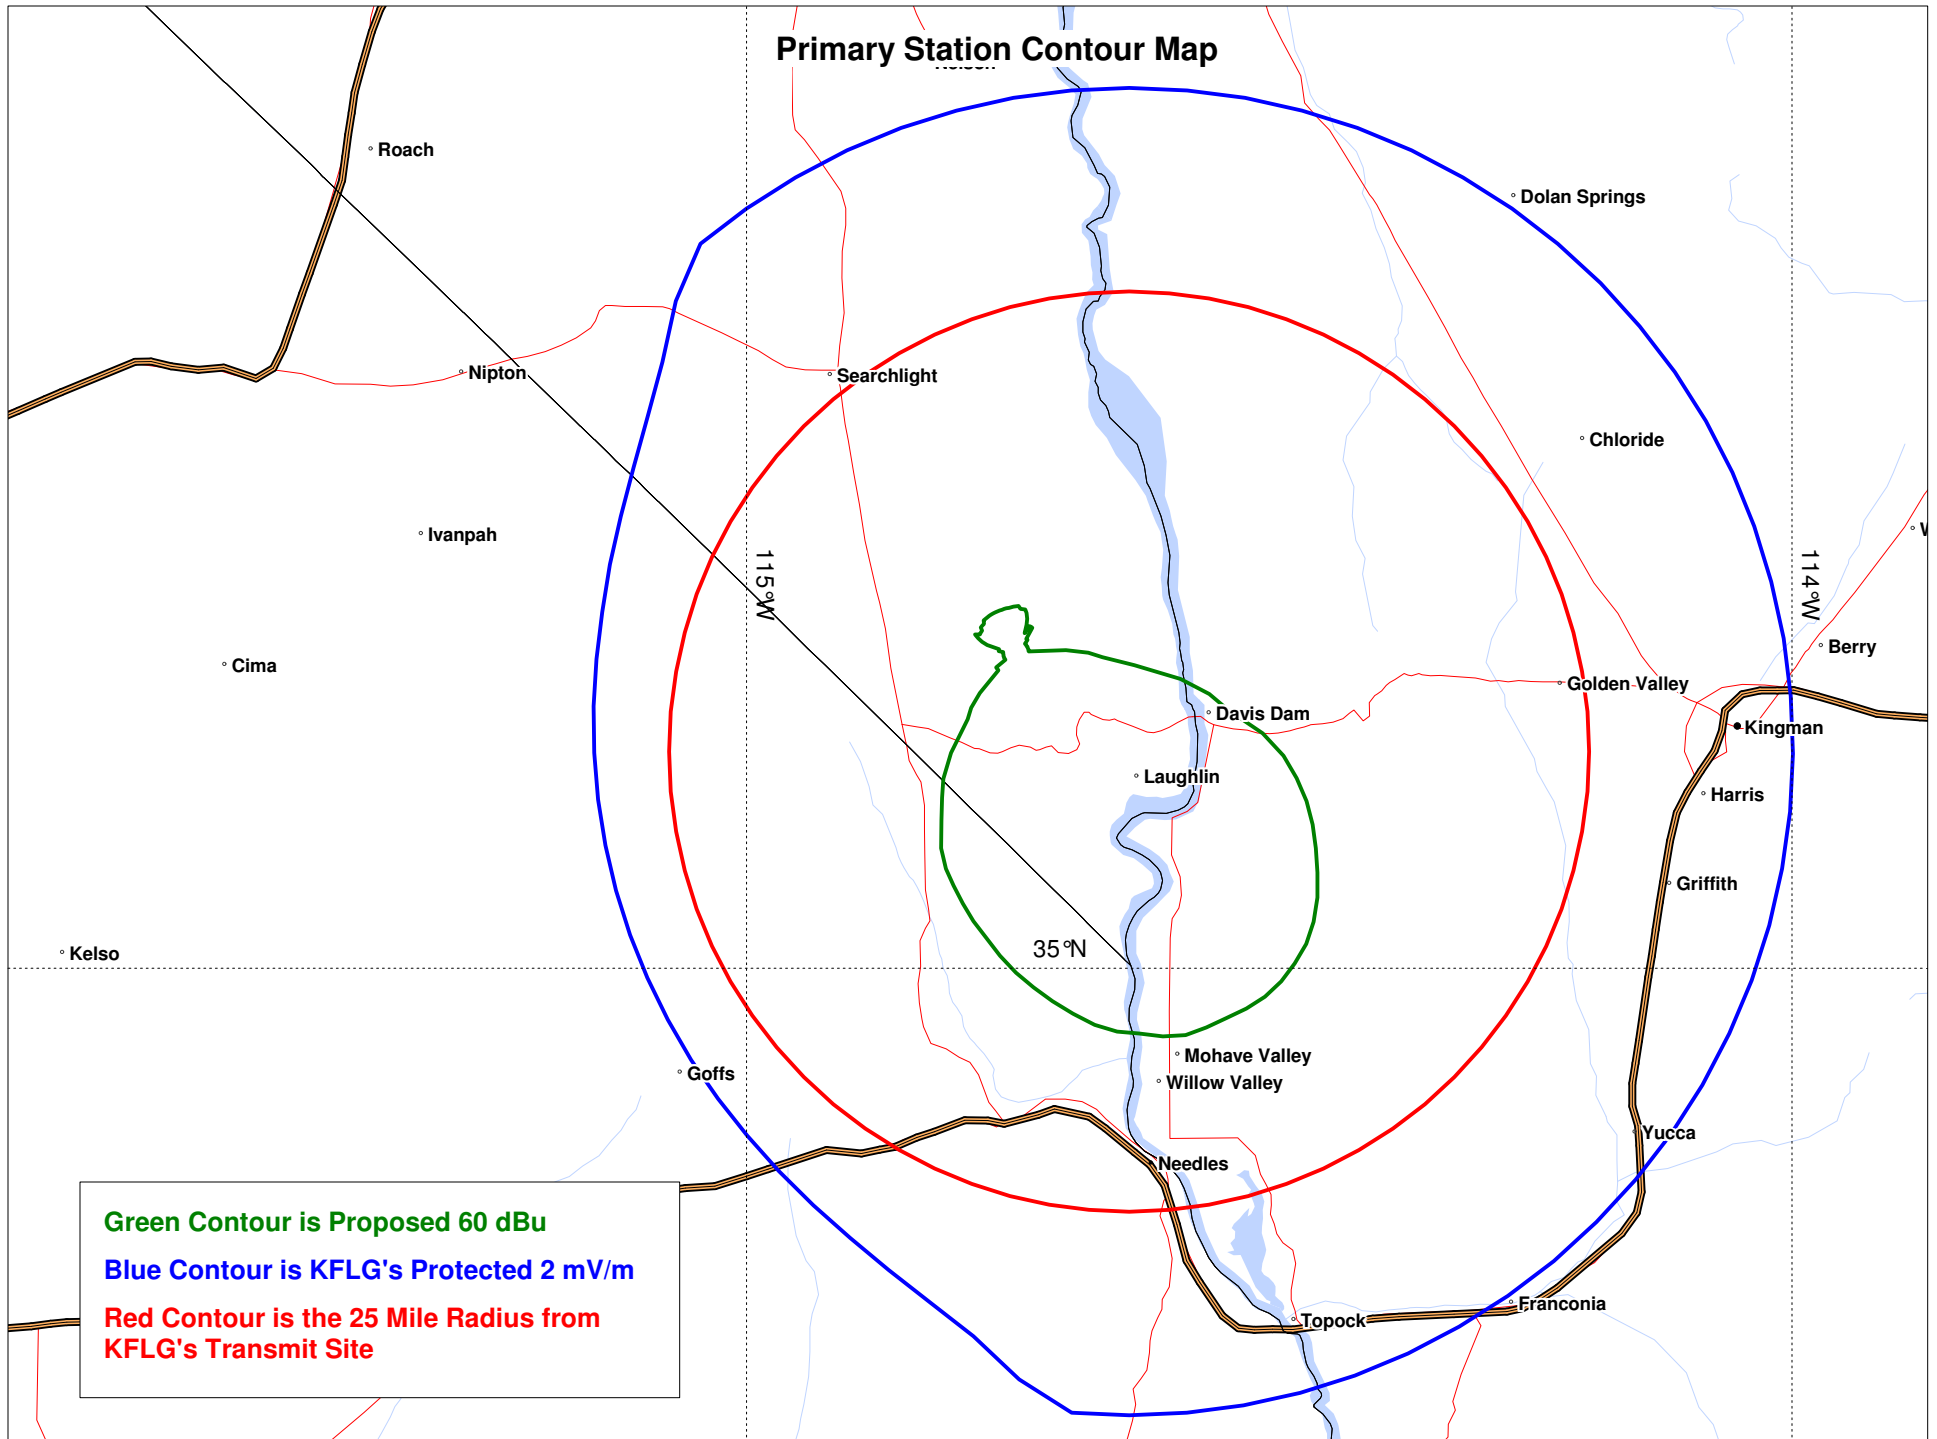 Primary Station Contour Map
Roach
Dolan Springs
Nipton
Searchlight
Chloride
Ivanpah
115°W
114°W
Cima
Berry
Golden Valley
Davis Dam
Kingman
Laughlin
Harris
Griffith
Kelso
35°N
Mohave Valley
Goffs
Willow Valley
Yucca
Needles
Green Contour is Proposed 60 dBu
Blue Contour is KFLG's Protected 2 mV/m
Franconia
Topock
Red Contour is the 25 Mile Radius from
KFLG's Transmit Site